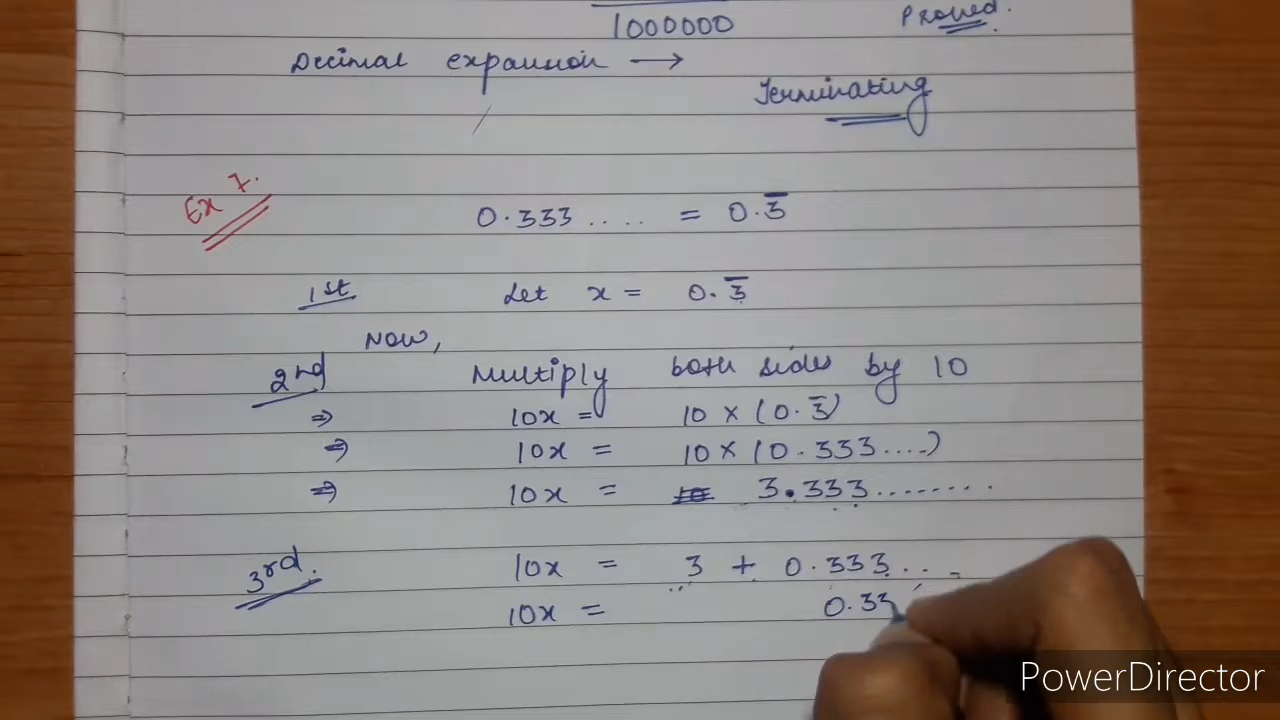 1000000
Proved.
Decimal expansion →
Terminating
Ex 7.
0.333.... = 0.3̅
1st Let x = 0.3̅
Now,
2nd Multiply both sides by 10
⇒ 10x = 10 × (0.3̅)
⇒ 10x = 10 × (0.333....)
⇒ 10x = 3.333........
3rd. 10x = 3 + 0.333...
10x = 0.33
PowerDirector